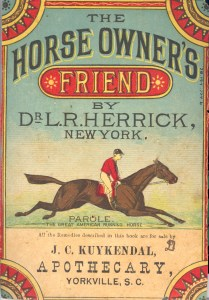 THE
HORSE OWNER'S
FRIEND
BY
DR. L.R. HERRICK,
NEW YORK.
PAROLE
THE GREAT AMERICAN RUNNING HORSE
All the Remedies described in this book are for sale by
J. C. KUYKENDAL,
APOTHECARY,
YORKVILLE, S. C.